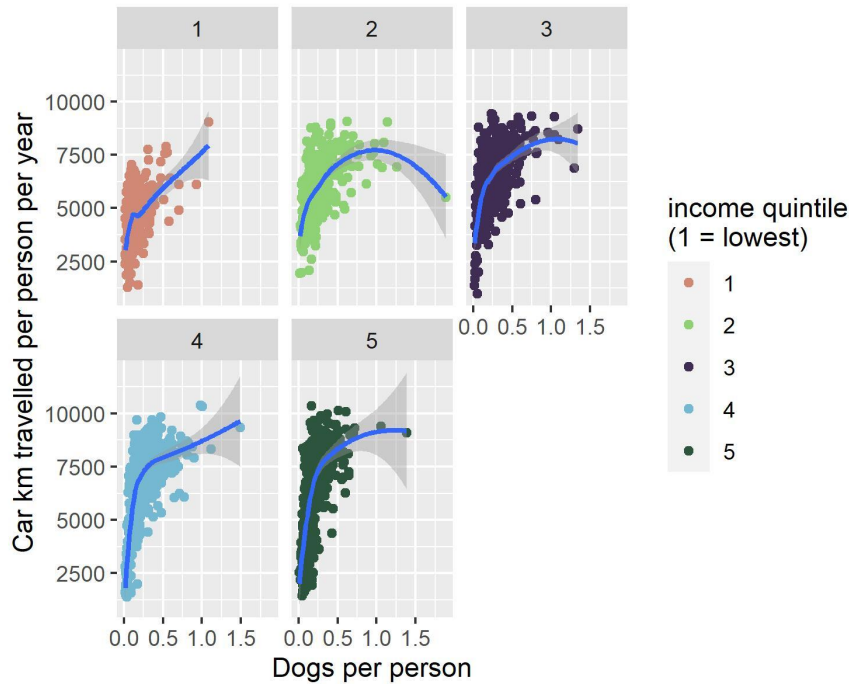 1
2
3
Car km travelled per person per year
10000
7500
5000
2500
0.0 0.5 1.0 1.5
4
5
10000
7500
5000
2500
0.0 0.5 1.0 1.5
0.0 0.5 1.0 1.5
Dogs per person
income quintile
(1 = lowest)
1
2
3
4
5